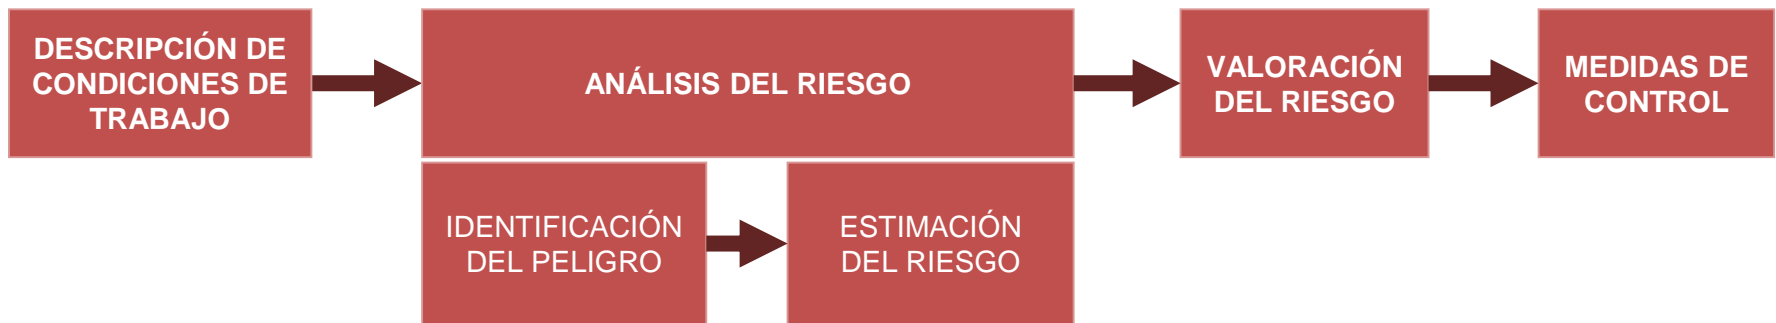 DESCRIPCIÓN DE
CONDICIONES DE
TRABAJO
ANÁLISIS DEL RIESGO
VALORACIÓN
DEL RIESGO
MEDIDAS DE
CONTROL
IDENTIFICACIÓN
DEL PELIGRO
ESTIMACIÓN
DEL RIESGO